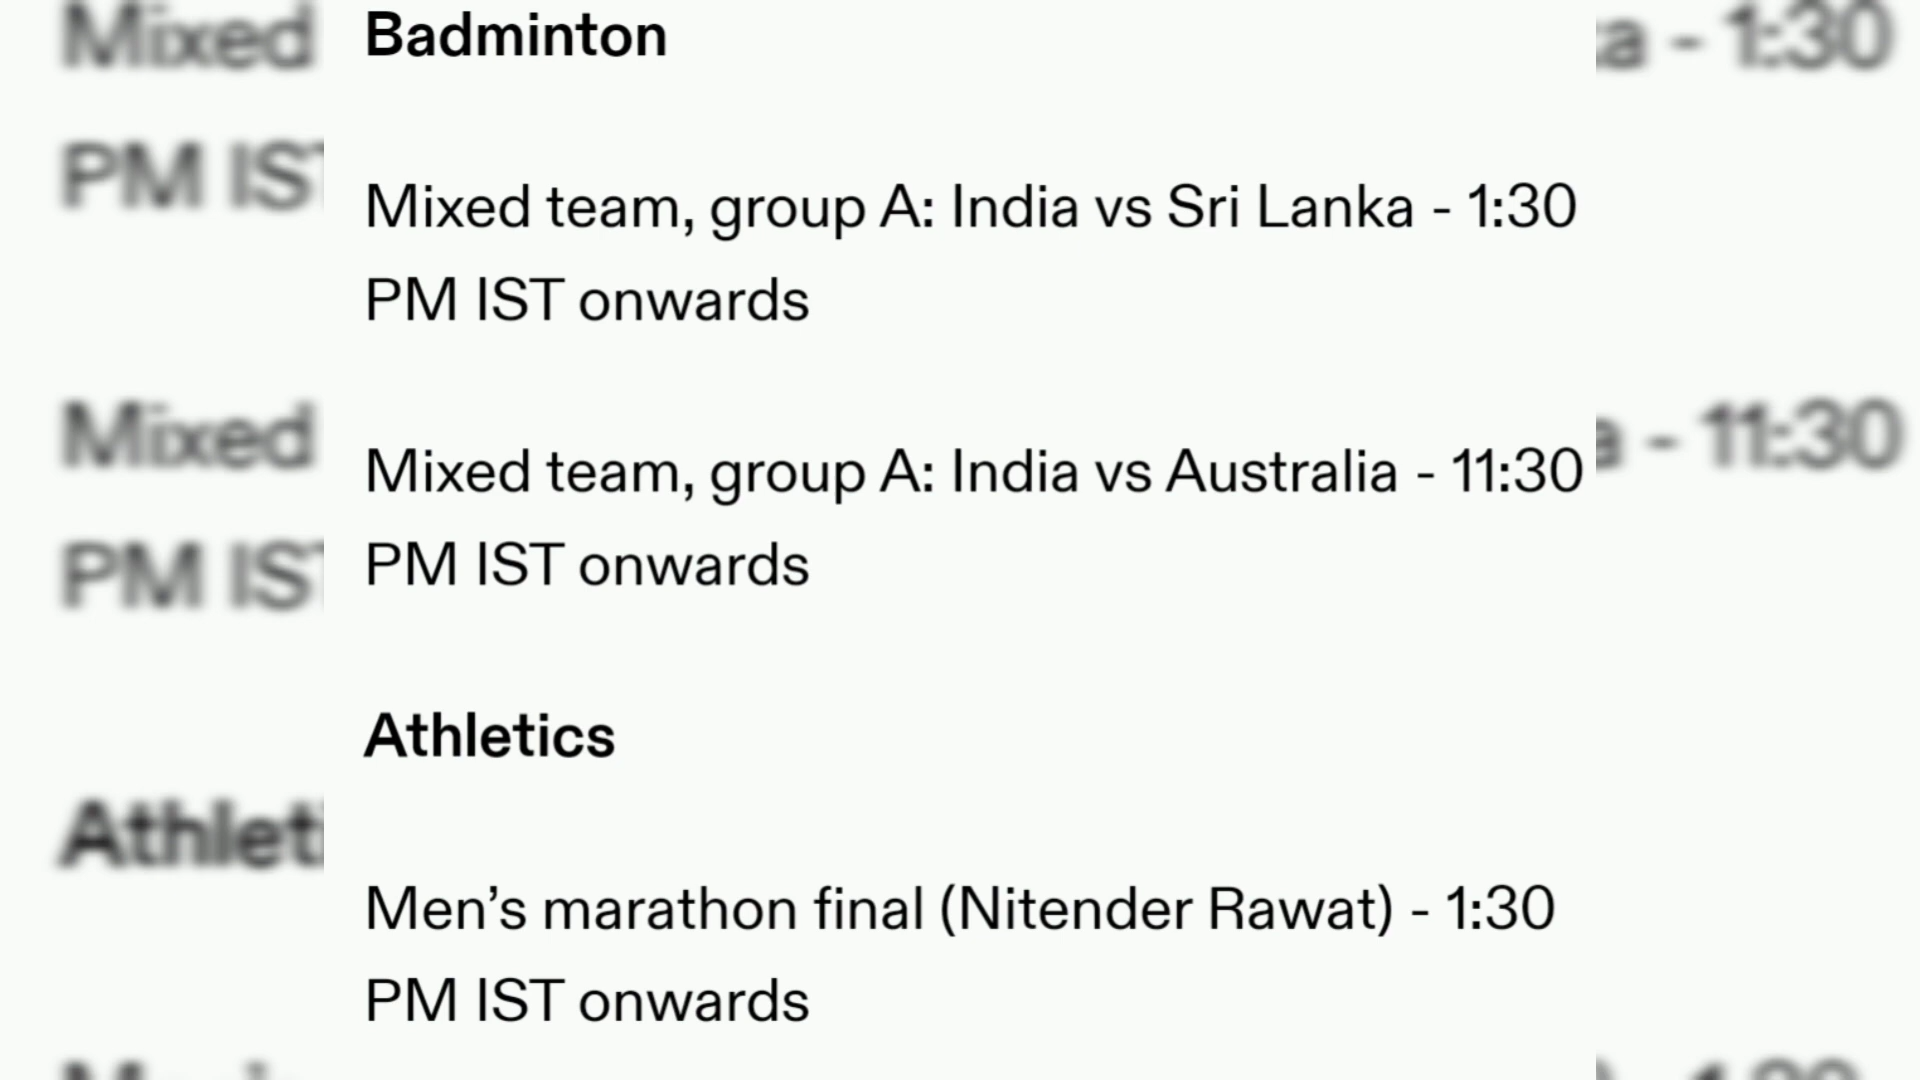 Badminton
Mixed team, group A: India vs Sri Lanka - 1:30
PM IST onwards
Mixed team, group A: India vs Australia - 11:30
PM IST onwards
Athletics
Men’s marathon final (Nitender Rawat) - 1:30
PM IST onwards